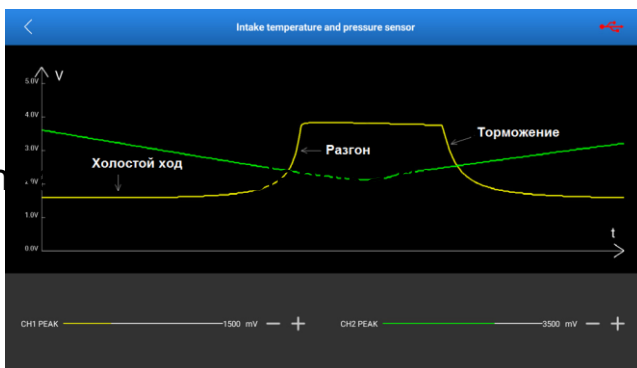 Intake temperature and pressure sensor
5.0V
V
4.0V
3.0V
Разгон
Торможение
Холостой ход
1.0V
t
0.0V
CH1 PEAK
1500 mV
CH2 PEAK
3500 mV